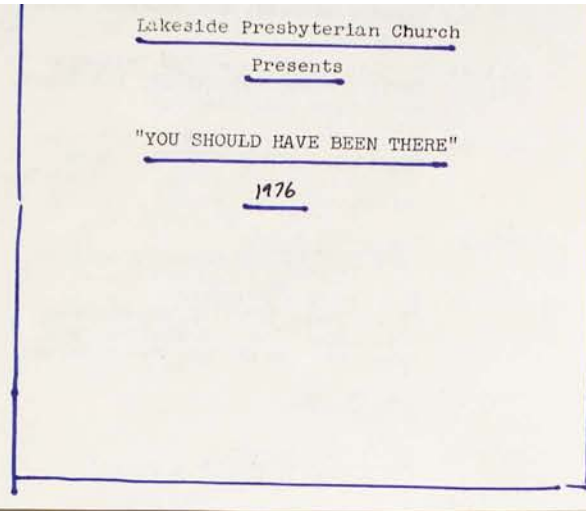 Lakeside Presbyterian Church
Presents
"YOU SHOULD HAVE BEEN THERE"
1976